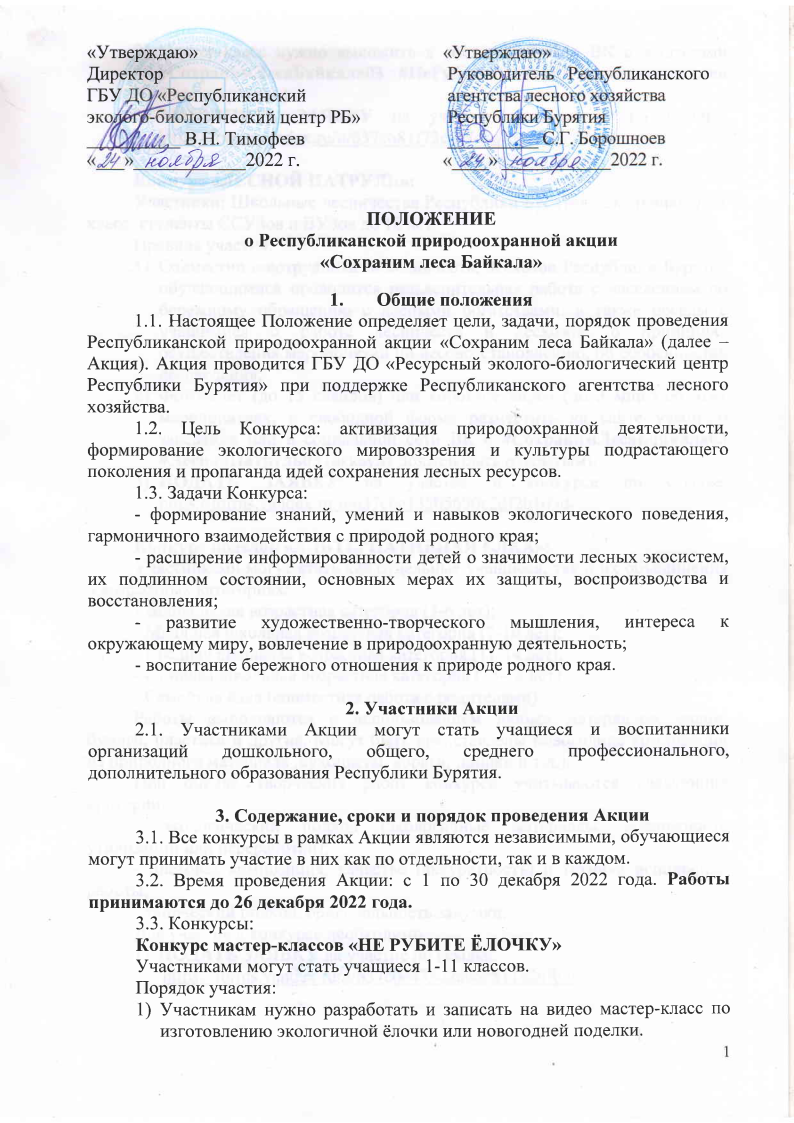 «Утверждаю»
Директор
ГБУ ДО «Республиканский
эколого-биологический центр РБ»
В.Н. Тимофеев
«24» ноября 2022 г.
«Утверждаю»
Руководитель Республиканского
агентства лесного хозяйства
Республики Бурятия
С.Г. Борошноев
«24» ноября 2022 г.
ПОЛОЖЕНИЕ
о Республиканской природоохранной акции
«Сохраним леса Байкала»
1. Общие положения
1.1. Настоящее Положение определяет цели, задачи, порядок проведения
Республиканской природоохранной акции «Сохраним леса Байкала» (далее –
Акция). Акция проводится ГБУ ДО «Ресурсный эколого-биологический центр
Республики Бурятия» при поддержке Республиканского агентства лесного
хозяйства.
1.2. Цель Конкурса: активизация природоохранной деятельности,
формирование экологического мировоззрения и культуры подрастающего
поколения и пропаганда идей сохранения лесных ресурсов.
1.3. Задачи Конкурса:
- формирование знаний, умений и навыков экологического поведения,
гармоничного взаимодействия с природой родного края;
- расширение информированности детей о значимости лесных экосистем,
их подлинном состоянии, основных мерах их защиты, воспроизводства и
восстановления;
- развитие художественно-творческого мышления, интереса к
окружающему миру, вовлечение в природоохранную деятельность;
- воспитание бережного отношения к природе родного края.
2. Участники Акции
2.1. Участниками Акции могут стать учащиеся и воспитанники
организаций дошкольного, общего, среднего профессионального,
дополнительного образования Республики Бурятия.
3. Содержание, сроки и порядок проведения Акции
3.1. Все конкурсы в рамках Акции являются независимыми, обучающиеся
могут принимать участие в них как по отдельности, так и в каждом.
3.2. Время проведения Акции: с 1 по 30 декабря 2022 года. Работы
принимаются до 26 декабря 2022 года.
3.3. Конкурсы:
Конкурс мастер-классов «НЕ РУБИТЕ ЁЛОЧКУ»
Участниками могут стать учащиеся 1-11 классов.
Порядок участия:
1) Участникам нужно разработать и записать на видео мастер-класс по
изготовлению экологичной ёлочки или новогодней поделки.
1